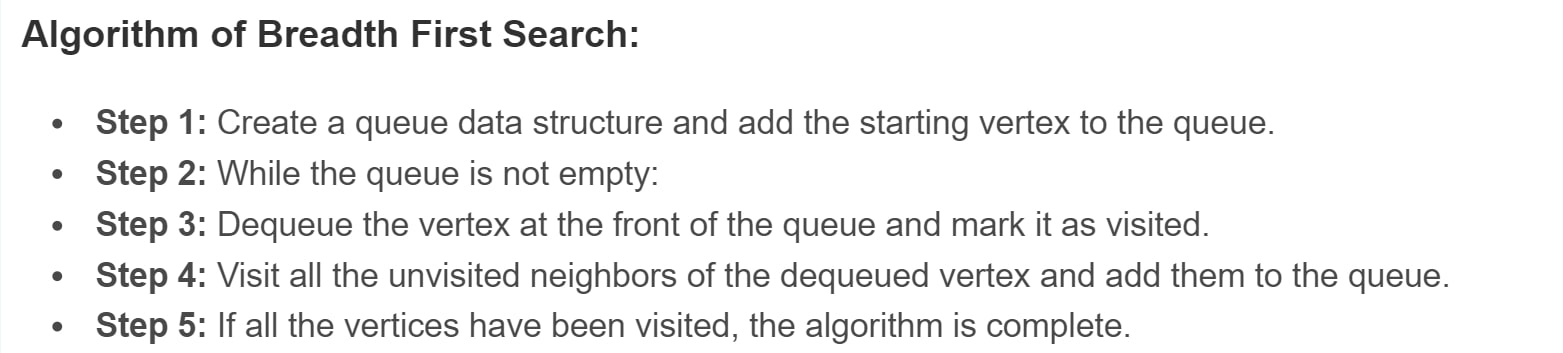 Algorithm of Breadth First Search:
• Step 1: Create a queue data structure and add the starting vertex to the queue.
• Step 2: While the queue is not empty:
• Step 3: Dequeue the vertex at the front of the queue and mark it as visited.
• Step 4: Visit all the unvisited neighbors of the dequeued vertex and add them to the queue.
• Step 5: If all the vertices have been visited, the algorithm is complete.